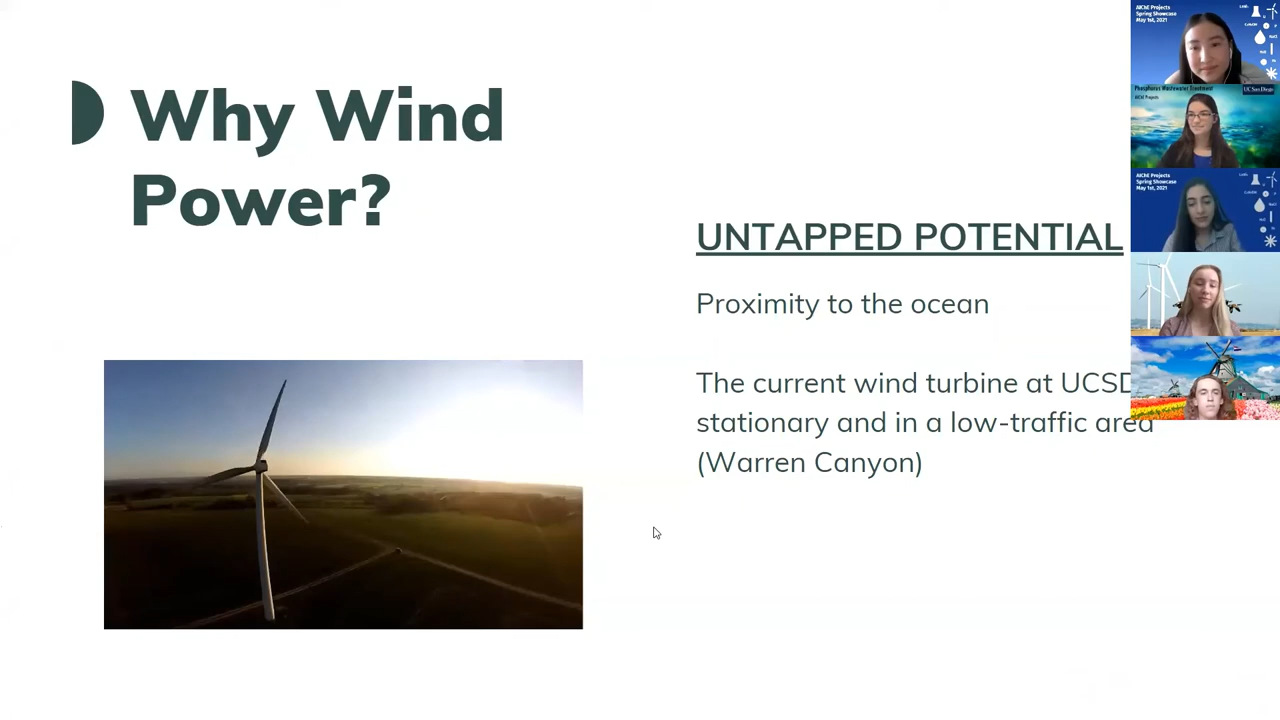 Why Wind
Power?
UNTAPPED POTENTIAL
Proximity to the ocean
The current wind turbine at UCSD
stationary and in a low-traffic area
(Warren Canyon)
AIChE Projects
Spring Showcase
May 1st, 2021
Phosphorus Wastewater Treatment
AIChE Projects
UC San Diego
AIChE Projects
Spring Showcase
May 1st, 2021